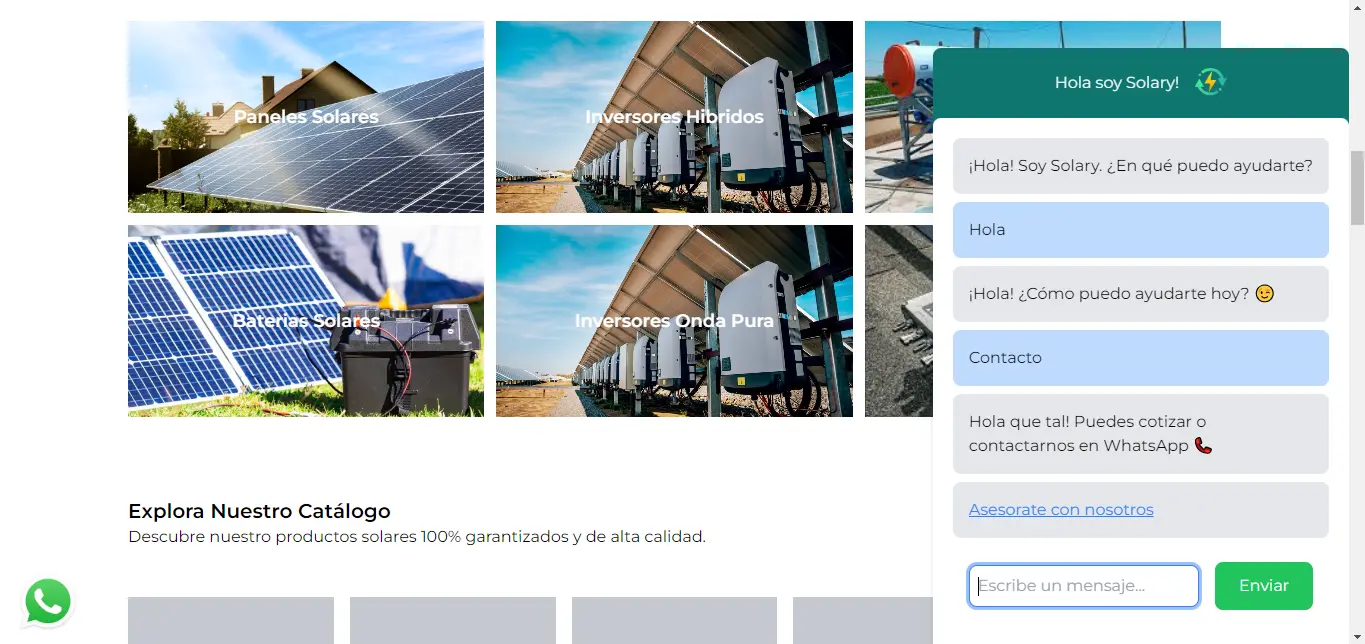 Paneles Solares
Inversores Hibridos
Baterias Solares
Inversores Onda Pura
Explora Nuestro Catálogo
Descubre nuestro productos solares 100% garantizados y de alta calidad.
Hola soy Solary!
¡Hola! Soy Solary. ¿En qué puedo ayudarte?
Hola
¡Hola! ¿Cómo puedo ayudarte hoy? 😉
Contacto
Hola que tal! Puedes cotizar o
contactarnos en WhatsApp 📞
Asesorate con nosotros
Escribe un mensaje...
Enviar